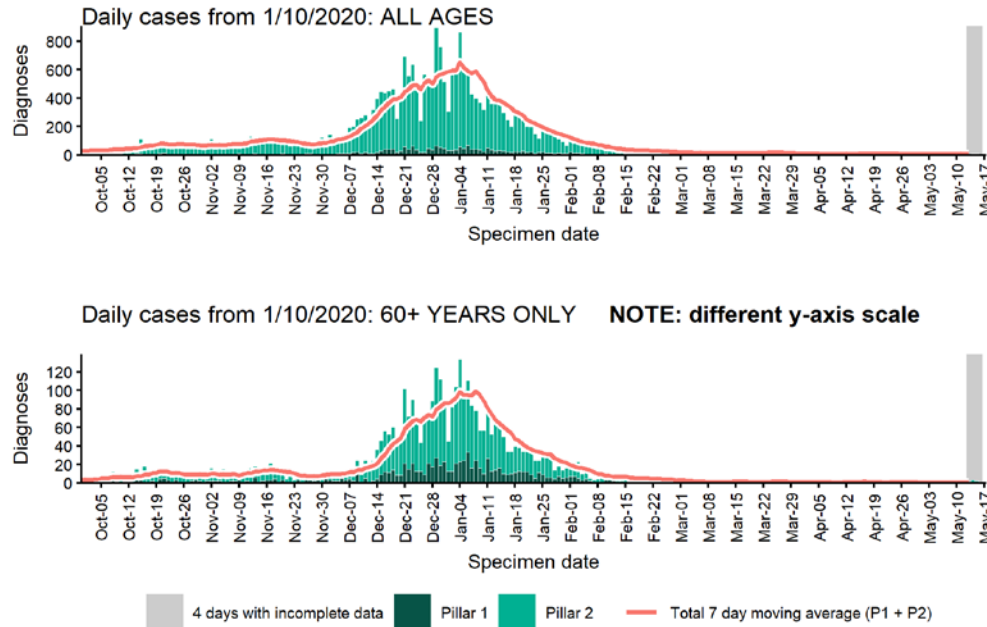 Daily cases from 1/10/2020: ALL AGES
800
600
400
200
0
Diagnoses
Oct-05
Oct-12
Oct-19
Oct-26
Nov-02
Nov-09
Nov-16
Nov-23
Nov-30
Dec-07
Dec-14
Dec-21
Dec-28
Jan-04
Jan-11
Jan-18
Jan-25
Feb-01
Feb-08
Feb-15
Feb-22
Mar-01
Mar-08
Mar-15
Mar-22
Mar-29
Apr-05
Apr-12
Apr-19
Apr-26
May-03
May-10
May-17
Specimen date
Daily cases from 1/10/2020: 60+ YEARS ONLY NOTE: different y-axis scale
120
100
80
60
40
20
0
Diagnoses
Oct-05
Oct-12
Oct-19
Oct-26
Nov-02
Nov-09
Nov-16
Nov-23
Nov-30
Dec-07
Dec-14
Dec-21
Dec-28
Jan-04
Jan-11
Jan-18
Jan-25
Feb-01
Feb-08
Feb-15
Feb-22
Mar-01
Mar-08
Mar-15
Mar-22
Mar-29
Apr-05
Apr-12
Apr-19
Apr-26
May-03
May-10
May-17
Specimen date
4 days with incomplete data Pillar 1 Pillar 2 Total 7 day moving average (P1 + P2)